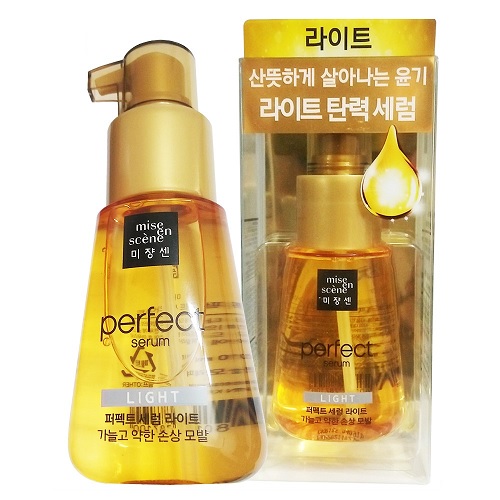 mise
en
scène
미쟝센
perfect
serum
LIGHT
퍼펙트 세럼 라이트
가늘고 약한 손상 모발
라이트
산뜻하게 살아나는 윤기
라이트 탄력 세럼
mise
en
scène
미쟝센
perfect
serum
LIGHT
퍼펙트 세럼 라이트
가늘고 약한 손상 모발